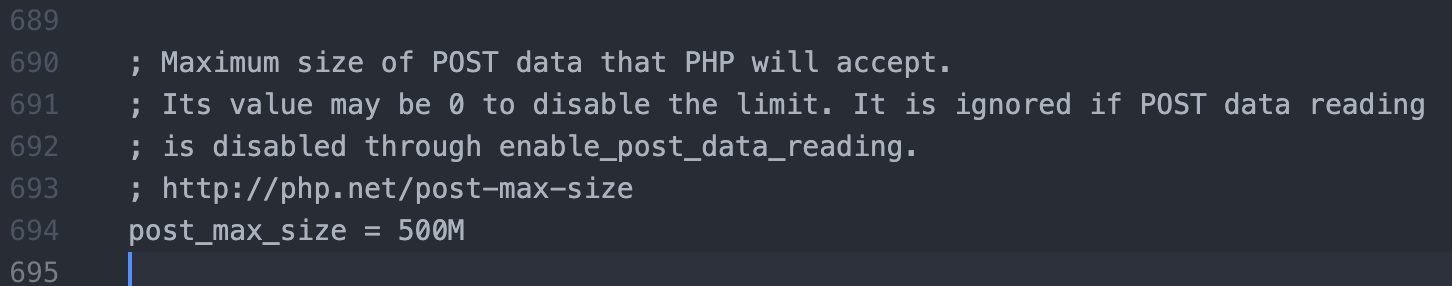 689
690 ; Maximum size of POST data that PHP will accept.
691 ; Its value may be 0 to disable the limit. It is ignored if POST data reading
692 ; is disabled through enable_post_data_reading.
693 ; http://php.net/post-max-size
694 post_max_size = 500M
695